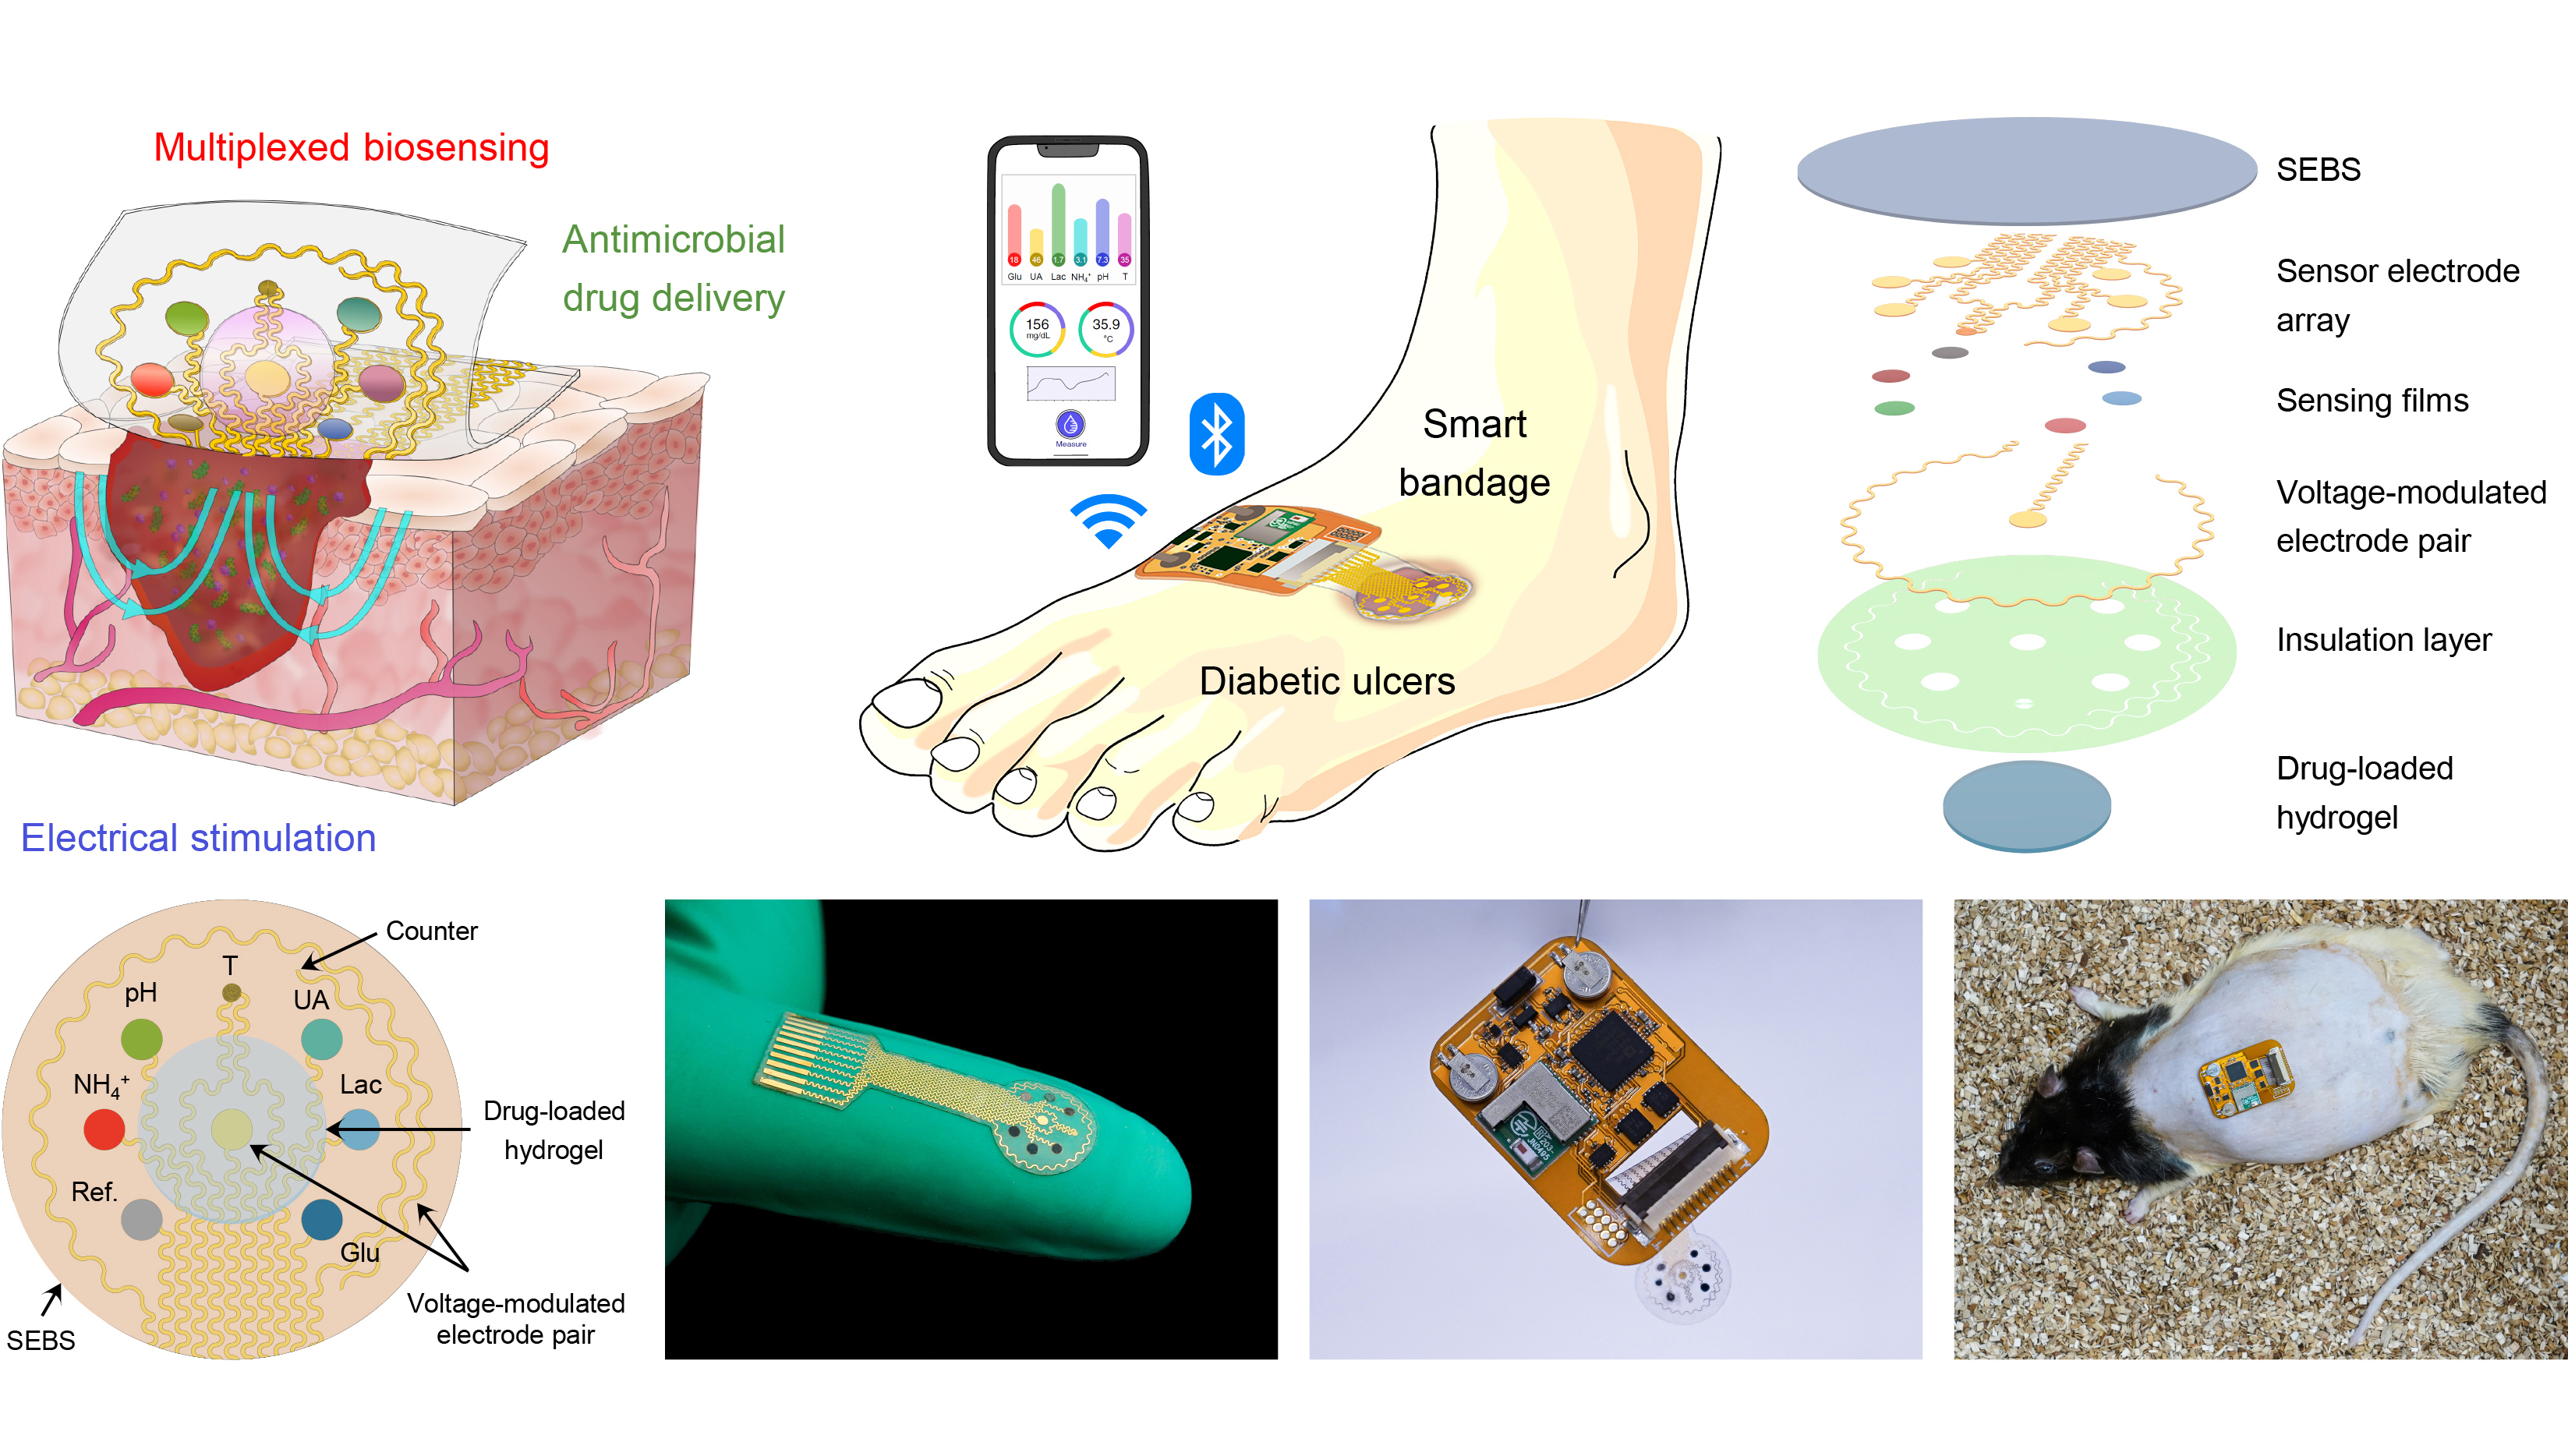 Multiplexed biosensing
Antimicrobial
drug delivery
Electrical stimulation
18 46 1.7 3.1 7.3 35
Glu UA Lac NH₄⁺ pH T
156
mg/dL
35.9
°C
Measure
Smart
bandage
Diabetic ulcers
SEBS
Sensor electrode
array
Sensing films
Voltage-modulated
electrode pair
Insulation layer
Drug-loaded
hydrogel
Counter
T
pH
UA
NH₄⁺
Lac
Drug-loaded
hydrogel
Ref.
Glu
Voltage-modulated
electrode pair
SEBS